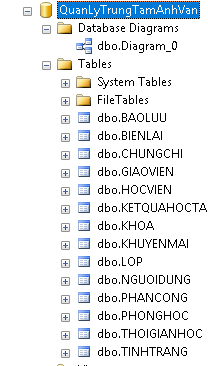 QuanLyTrungTamAnhVan
Database Diagrams
dbo.Diagram_0
Tables
System Tables
FileTables
dbo.BAOLUU
dbo.BIENLAI
dbo.CHUNGCHI
dbo.GIAOVIEN
dbo.HOCVIEN
dbo.KETQUAHOCTA
dbo.KHOA
dbo.KHUYENMAI
dbo.LOP
dbo.NGUOIDUNG
dbo.PHANCONG
dbo.PHONGHOC
dbo.THOIGIANHOC
dbo.TINHTRANG